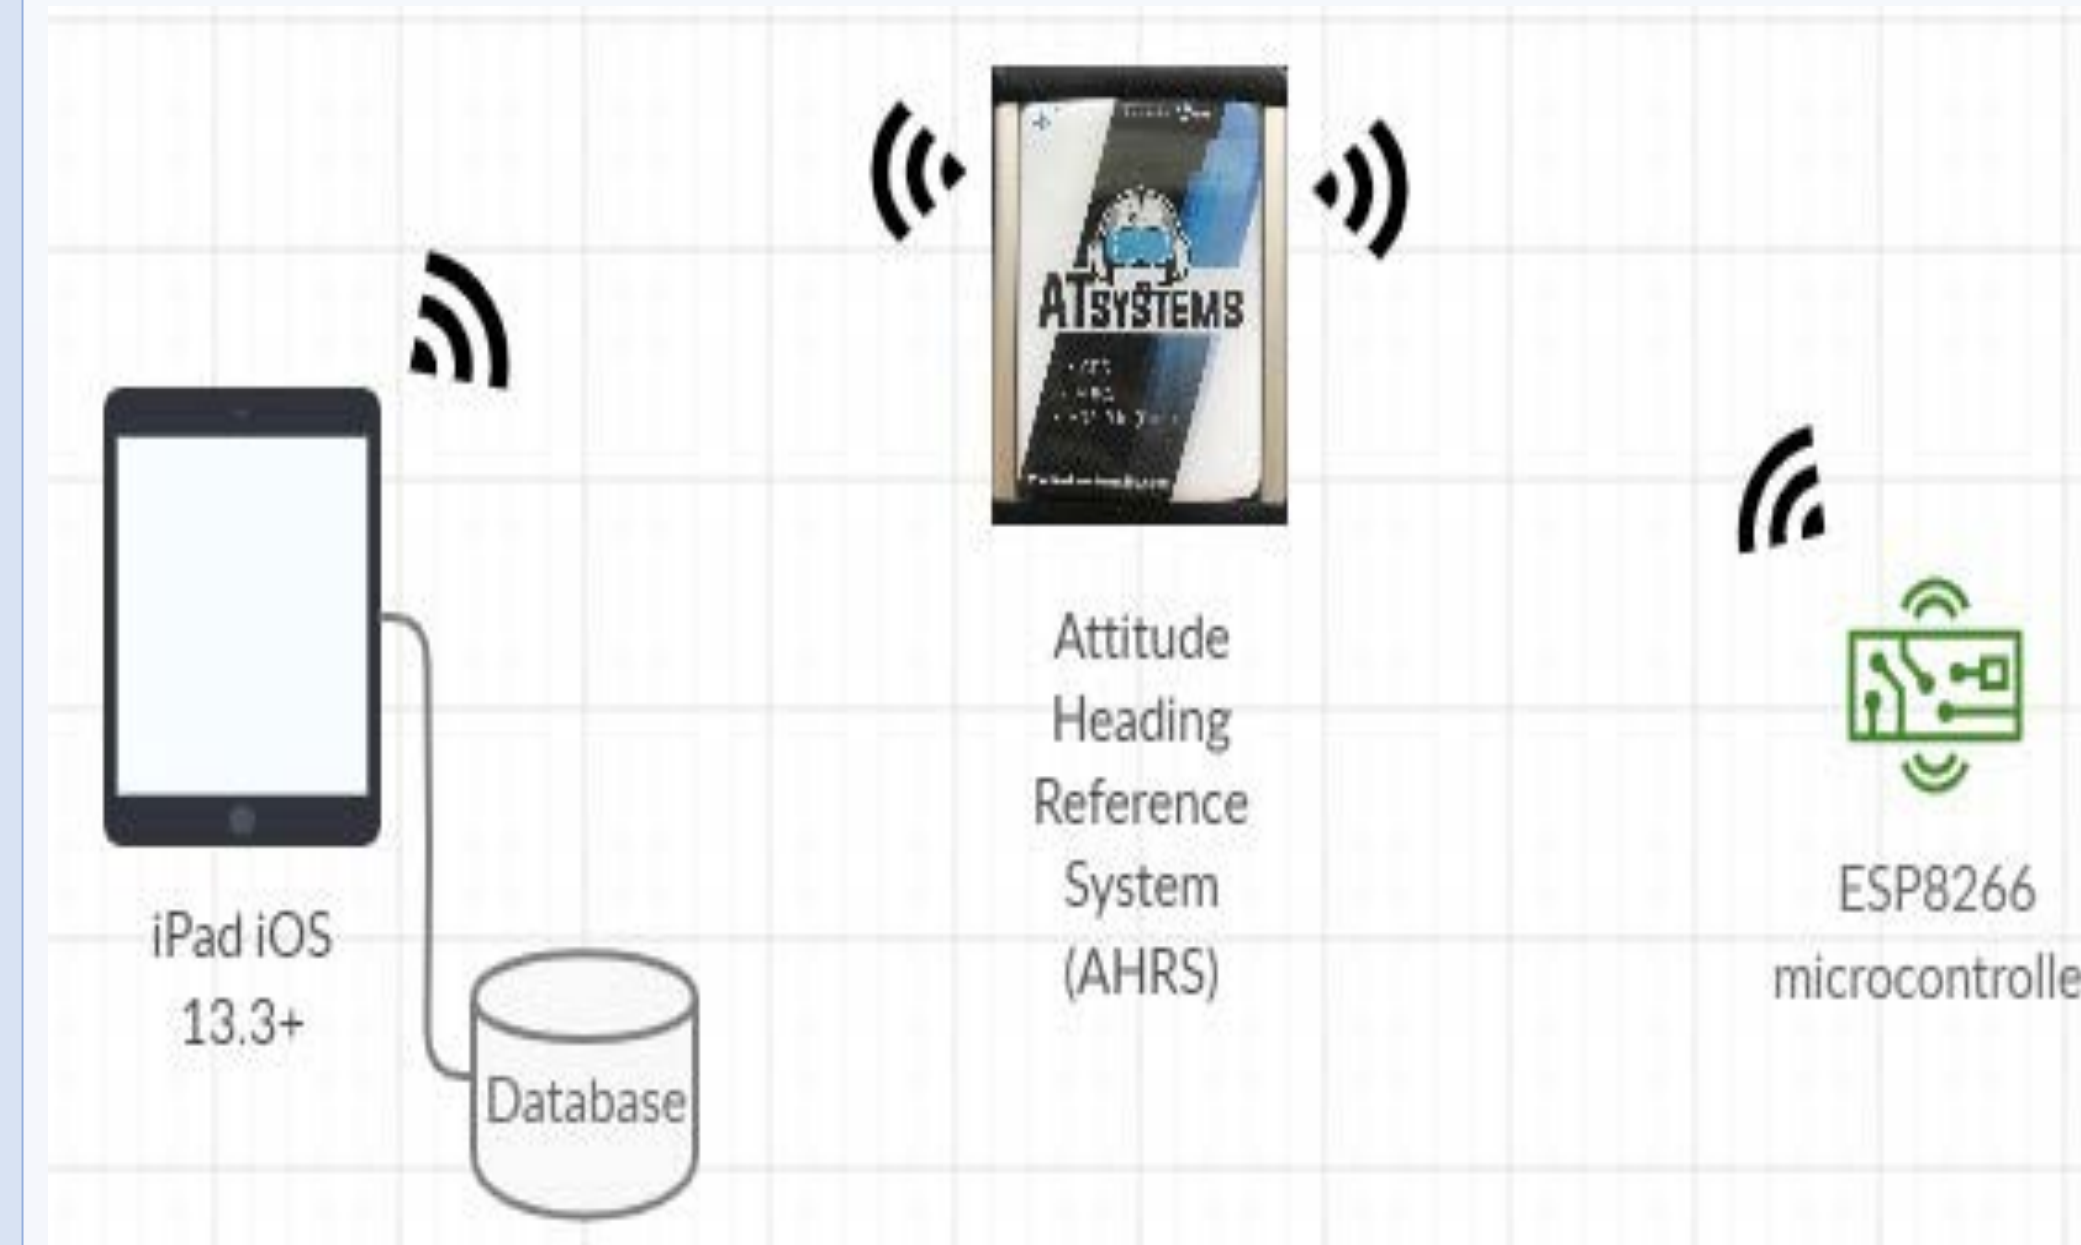 ATSYSTEMS
Attitude
Heading
Reference
System
(AHRS)
iPad iOS
13.3+
Database
ESP8266
microcontrolle